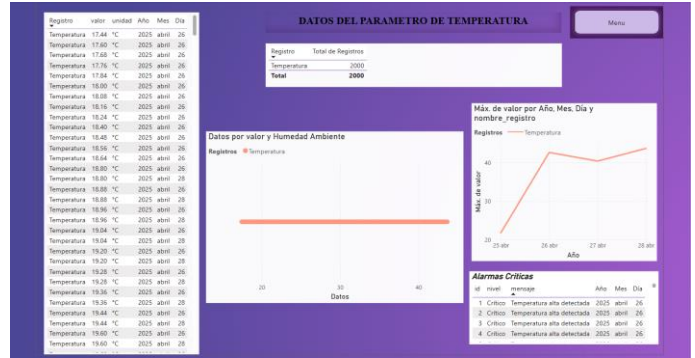 DATOS DEL PARAMETRO DE TEMPERATURA
Menu
Registro valor unidad Año Mes Día
Temperatura 17.44 °C 2025 abril 26
Temperatura 17.60 °C 2025 abril 26
Temperatura 17.68 °C 2025 abril 26
Temperatura 17.76 °C 2025 abril 26
Temperatura 17.84 °C 2025 abril 26
Temperatura 18.00 °C 2025 abril 26
Temperatura 18.08 °C 2025 abril 26
Temperatura 18.16 °C 2025 abril 26
Temperatura 18.24 °C 2025 abril 26
Temperatura 18.40 °C 2025 abril 26
Temperatura 18.48 °C 2025 abril 26
Temperatura 18.56 °C 2025 abril 26
Temperatura 18.64 °C 2025 abril 26
Temperatura 18.80 °C 2025 abril 26
Temperatura 18.80 °C 2025 abril 28
Temperatura 18.88 °C 2025 abril 26
Temperatura 18.88 °C 2025 abril 28
Temperatura 18.96 °C 2025 abril 26
Temperatura 18.96 °C 2025 abril 28
Temperatura 19.04 °C 2025 abril 26
Temperatura 19.04 °C 2025 abril 28
Temperatura 19.20 °C 2025 abril 26
Temperatura 19.20 °C 2025 abril 28
Temperatura 19.28 °C 2025 abril 26
Temperatura 19.28 °C 2025 abril 28
Temperatura 19.36 °C 2025 abril 26
Temperatura 19.36 °C 2025 abril 28
Temperatura 19.44 °C 2025 abril 26
Temperatura 19.44 °C 2025 abril 28
Temperatura 19.60 °C 2025 abril 26
Temperatura 19.60 °C 2025 abril 28
Registro Total de Registros
Temperatura 2000
Total 2000
Datos por valor y Humedad Ambiente
Registros Temperatura
20 30 40
Datos
Máx. de valor por Año, Mes, Día y
nombre_registro
Registros Temperatura
Máx. de valor
40
30
20
25 abr 26 abr 27 abr 28 abr
Año
Alarmas Críticas
id nivel mensaje Año Mes Día
1 Crítico Temperatura alta detectada 2025 abril 26
2 Crítico Temperatura alta detectada 2025 abril 26
3 Crítico Temperatura alta detectada 2025 abril 26
4 Crítico Temperatura alta detectada 2025 abril 26